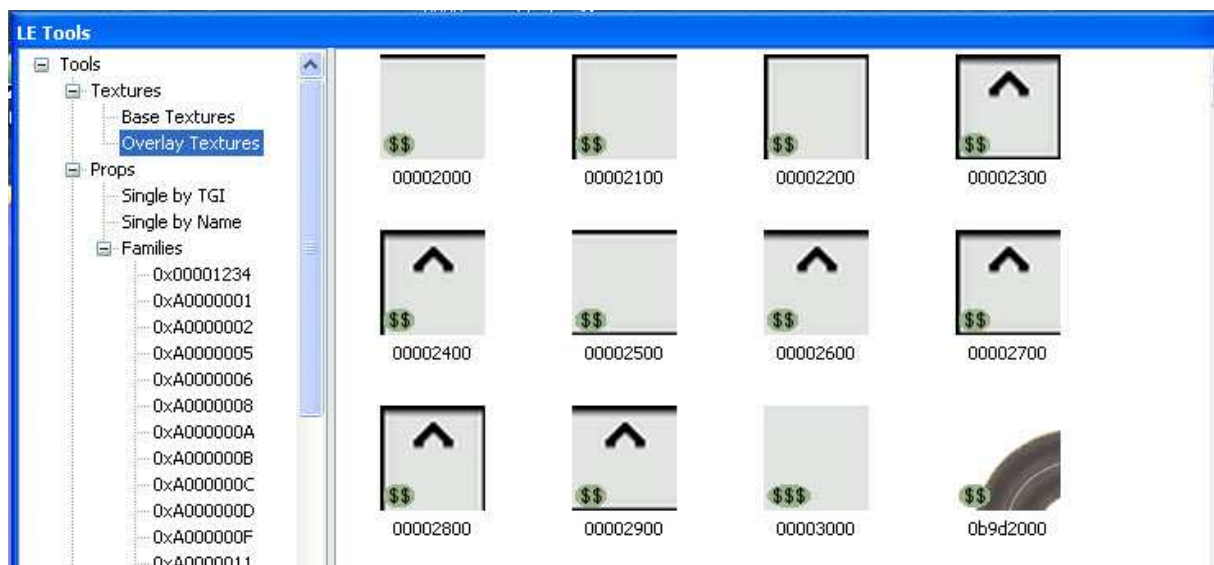 LE Tools
Tools
Textures
Base Textures
Overlay Textures
Props
Single by TGI
Single by Name
Families
0x00001234
0xA0000001
0xA0000002
0xA0000005
0xA0000006
0xA0000008
0xA000000A
0xA000000B
0xA000000C
0xA000000D
0xA000000F
0xA0000011
$$ $$ $$ $$
00002000 00002100 00002200 00002300
$$ $$ $$ $$
00002400 00002500 00002600 00002700
$$ $$ $$$ $$
00002800 00002900 00003000 0b9d2000